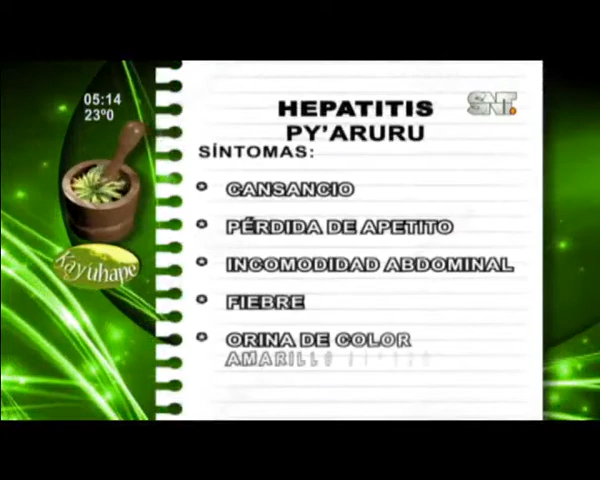 05:14
23º0
SNT.
HEPATITIS
PY'ARURU
SÍNTOMAS:
CANSANCIO
PÉRDIDA DE APETITO
INCOMODIDAD ABDOMINAL
FIEBRE
ORINA DE COLOR
AMARILLO
Kayuhape